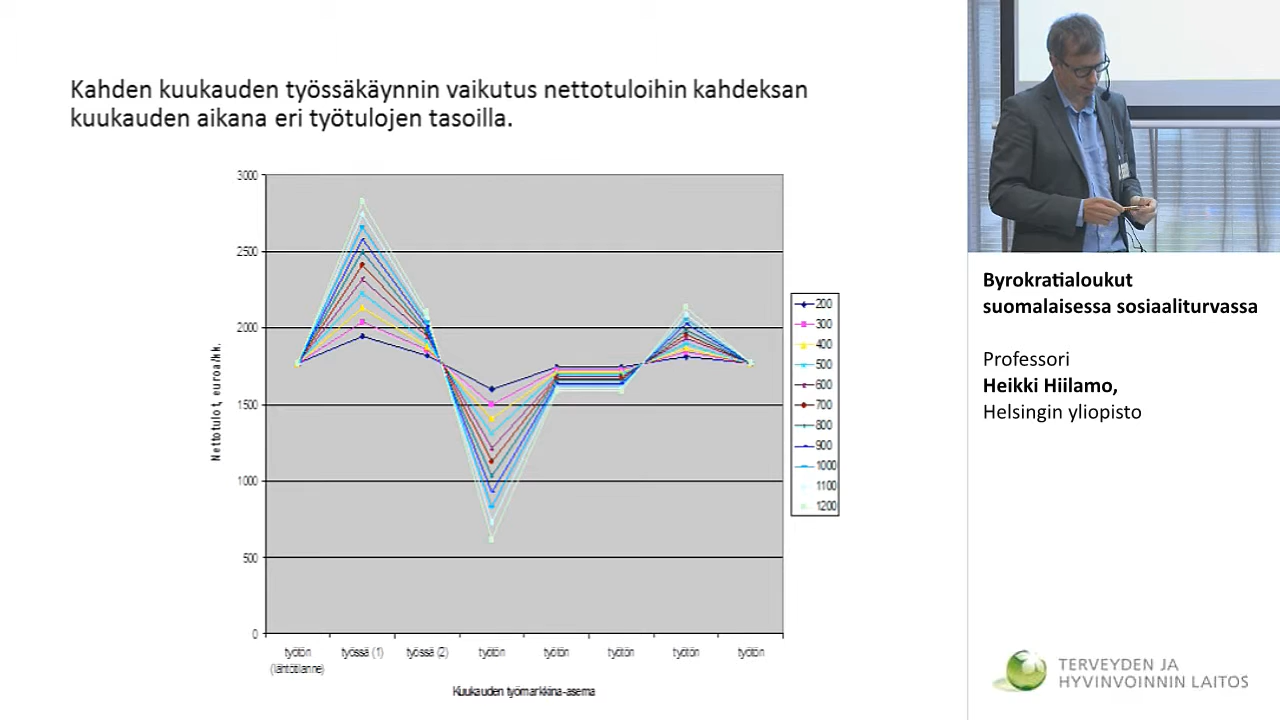 Kahden kuukauden työssäkäynnin vaikutus nettotuloihin kahdeksan
kuukauden aikana eri työtulojen tasoilla.
3000
2500
2000
1500
1000
500
0
Nettotulot, euroa/kk.
työtön
(lähtötilanne)
työssä (1)
työssä (2)
työtön
työtön
työtön
työtön
työtön
Kuukauden työmarkkina-asema
200
300
400
500
600
700
800
900
1000
1100
1200
Byrokratialoukut
suomalaisessa sosiaaliturvassa
Professori
Heikki Hiilamo,
Helsingin yliopisto
TERVEYDEN JA
HYVINVOINNIN LAITOS